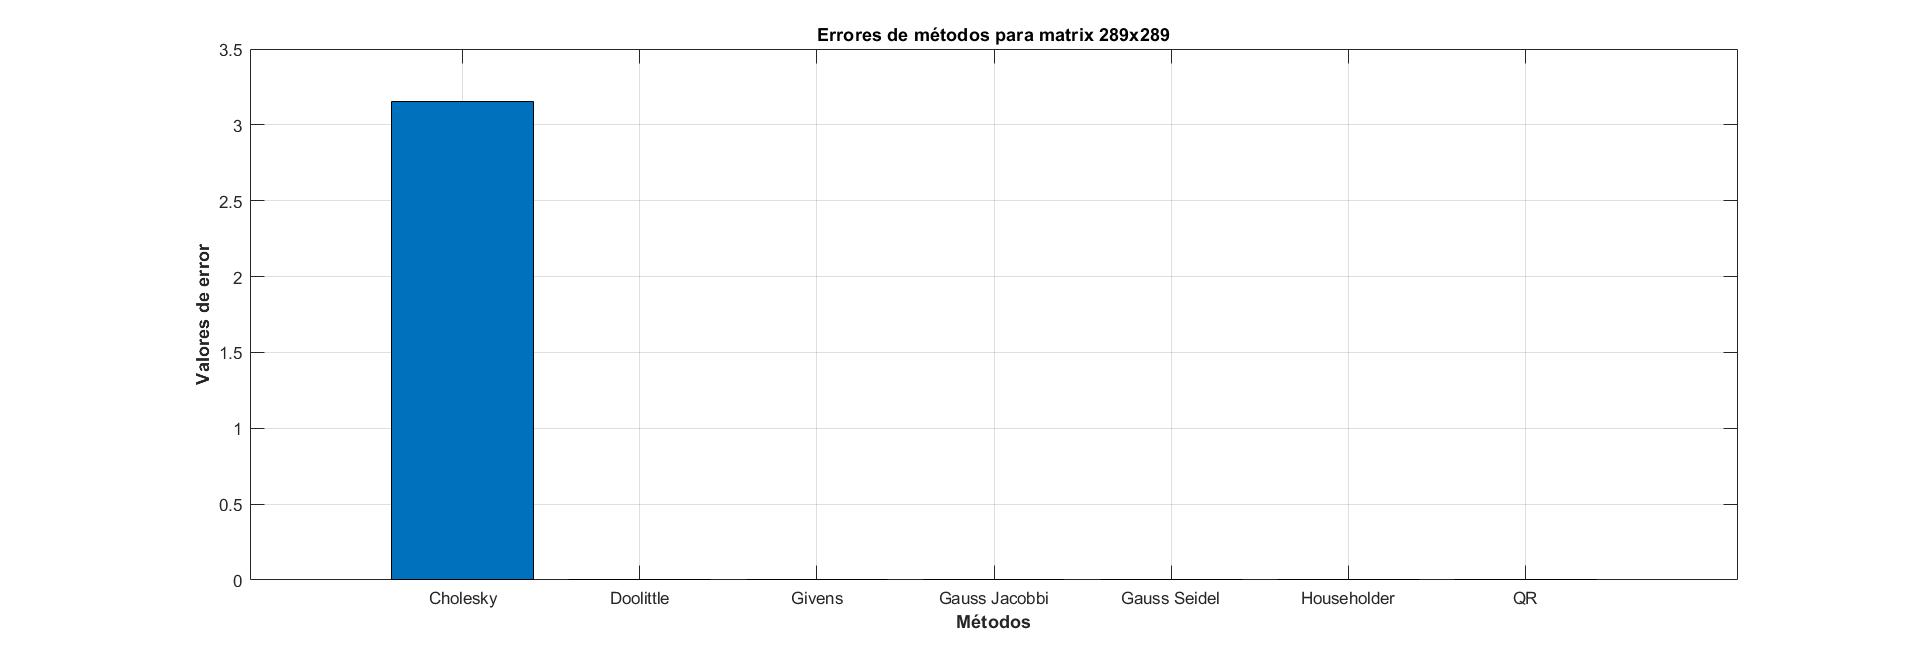 Errores de métodos para matrix 289x289
3.5
3
2.5
2
1.5
1
0.5
0
Valores de error
Cholesky Doolittle Givens Gauss Jacobbi Gauss Seidel Householder QR
Métodos